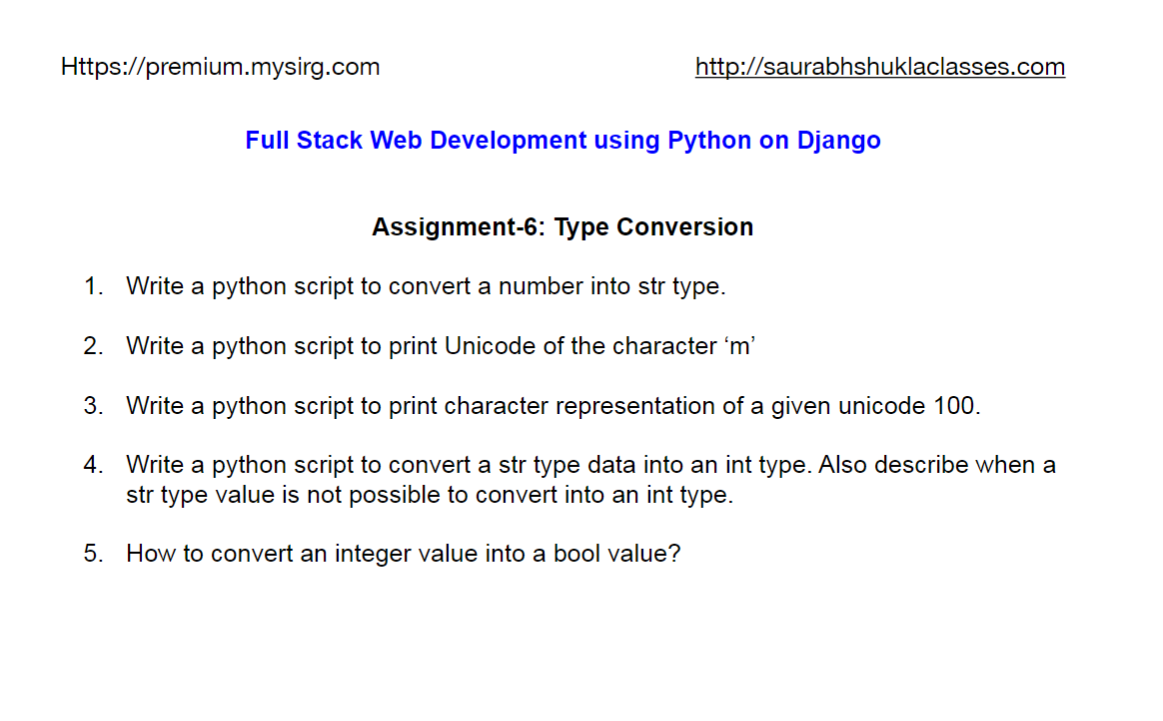 Https://premium.mysirg.com http://saurabhshuklaclasses.com
Full Stack Web Development using Python on Django
Assignment-6: Type Conversion
1. Write a python script to convert a number into str type.
2. Write a python script to print Unicode of the character ‘m’
3. Write a python script to print character representation of a given unicode 100.
4. Write a python script to convert a str type data into an int type. Also describe when a
str type value is not possible to convert into an int type.
5. How to convert an integer value into a bool value?